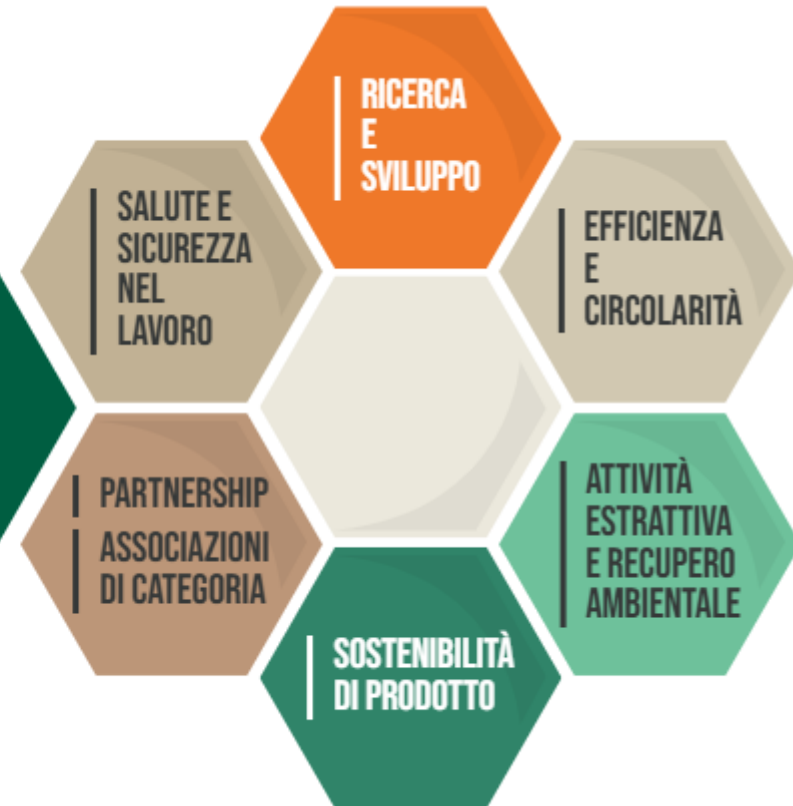 RICERCA
E
SVILUPPO
SALUTE E
SICUREZZA
NEL
LAVORO
EFFICIENZA
E
CIRCOLARITÀ
PARTNERSHIP
ASSOCIAZIONI
DI CATEGORIA
ATTIVITÀ
ESTRATTIVA
E RECUPERO
AMBIENTALE
SOSTENIBILITÀ
DI PRODOTTO